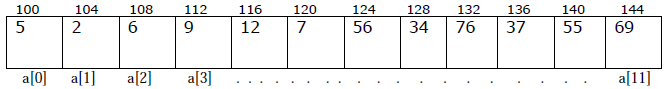 100 104 108 112 116 120 124 128 132 136 140 144
5 2 6 9 12 7 56 34 76 37 55 69
a[0] a[1] a[2] a[3] . . . . . . . . . . . . . . . . . . . . . . . . . . a[11]